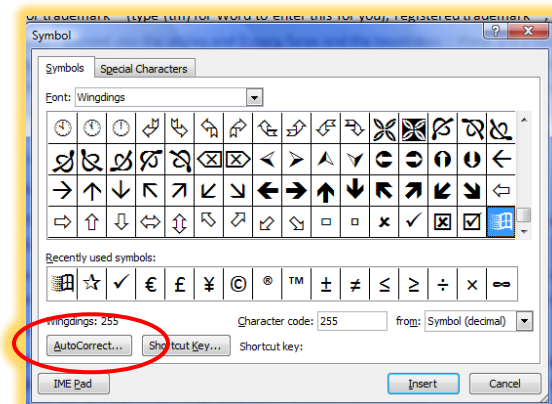 or trademark (type (tm) for Word to enter this for you), registered trademark
Symbol
Symbols Special Characters
Font: Wingdings
Recently used symbols:
✓ € £ ¥ © ® ™ ± ≠ ≤ ≥ ÷ × ∞
Wingdings: 255 Character code: 255 from: Symbol (decimal)
AutoCorrect... Shortcut Key... Shortcut key:
IME Pad Insert Cancel